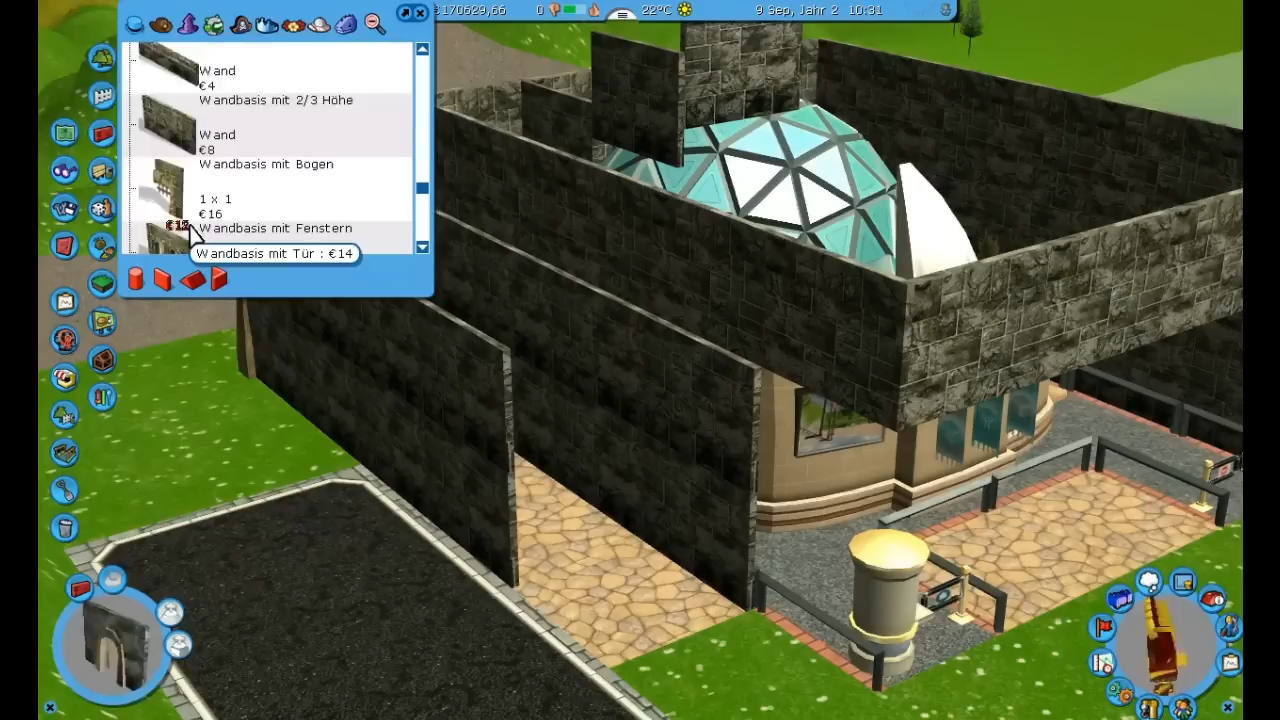 €170629,66 0 22°C 9 Sep, Jahr 2 10:31
Wand
€4
Wandbasis mit 2/3 Höhe
Wand
€8
Wandbasis mit Bogen
1 x 1
€16
Wandbasis mit Fenstern
Wandbasis mit Tür : €14